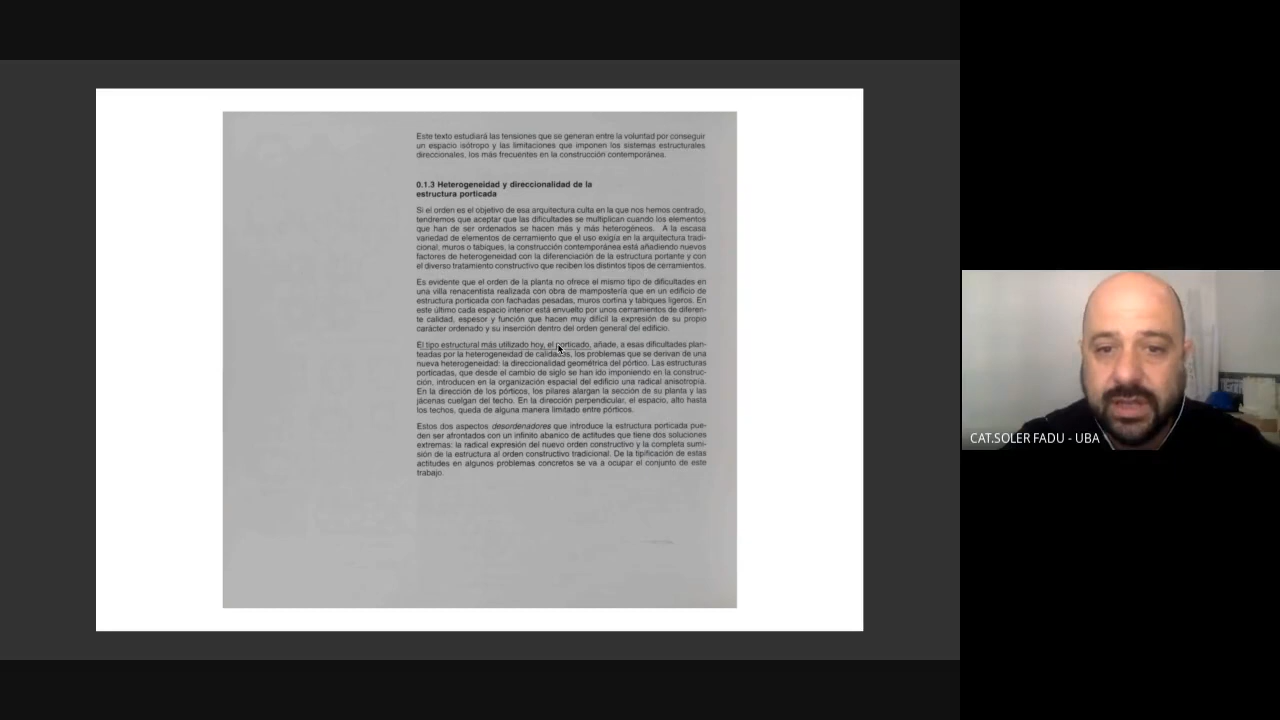 Este texto estudiará las tensiones que se generan entre la voluntad por conseguir
un espacio isótropo y las limitaciones que imponen los sistemas estructurales
direccionales, los más frecuentes en la construcción contemporánea.
0.1.3 Heterogeneidad y direccionalidad de la
estructura porticada
Si el orden es el objetivo de esa arquitectura culta en la que nos hemos centrado,
tendremos que aceptar que las dificultades se multiplican cuando los elementos
que han de ser ordenados se hacen más y más heterogéneos. A la escasa
variedad de elementos de cerramiento que el uso exigía en la arquitectura tradi-
cional, muros o tabiques, la construcción contemporánea está añadiendo nuevos
factores de heterogeneidad con la diferenciación de la estructura portante y con
el diverso tratamiento constructivo que reciben los distintos tipos de cerramientos.
Es evidente que el orden de la planta no ofrece el mismo tipo de dificultades en
una villa renacentista realizada con obra de mampostería que en un edificio de
estructura porticada con fachadas pesadas, muros cortina y tabiques ligeros. En
este último cada espacio interior está envuelto por unos cerramientos de diferen-
te calidad, espesor y función que hacen muy difícil la expresión de su propio
carácter ordenado y su inserción dentro del orden general del edificio.
El tipo estructural más utilizado hoy, el porticado, añade, a esas dificultades plan-
teadas por la heterogeneidad de calidades, los problemas que se derivan de una
nueva heterogeneidad: la direccionalidad geométrica del pórtico. Las estructuras
porticadas, que desde el cambio de siglo se han ido imponiendo en la construc-
ción, introducen en la organización espacial del edificio una radical anisotropía.
En la dirección de los pórticos, los pilares alargan la sección de su planta y las
jácenas cuelgan del techo. En la dirección perpendicular, el espacio, alto hasta
los techos, queda de alguna manera limitado entre pórticos.
Estos dos aspectos desordenadores que introduce la estructura porticada pue-
den ser afrontados con un infinito abanico de actitudes que tiene dos soluciones
extremas: la radical expresión del nuevo orden constructivo y la completa sumi-
sión de la estructura al orden constructivo tradicional. De la tipificación de estas
actitudes en algunos problemas concretos se va a ocupar el conjunto de este
trabajo.
CAT.SOLER FADU - UBA